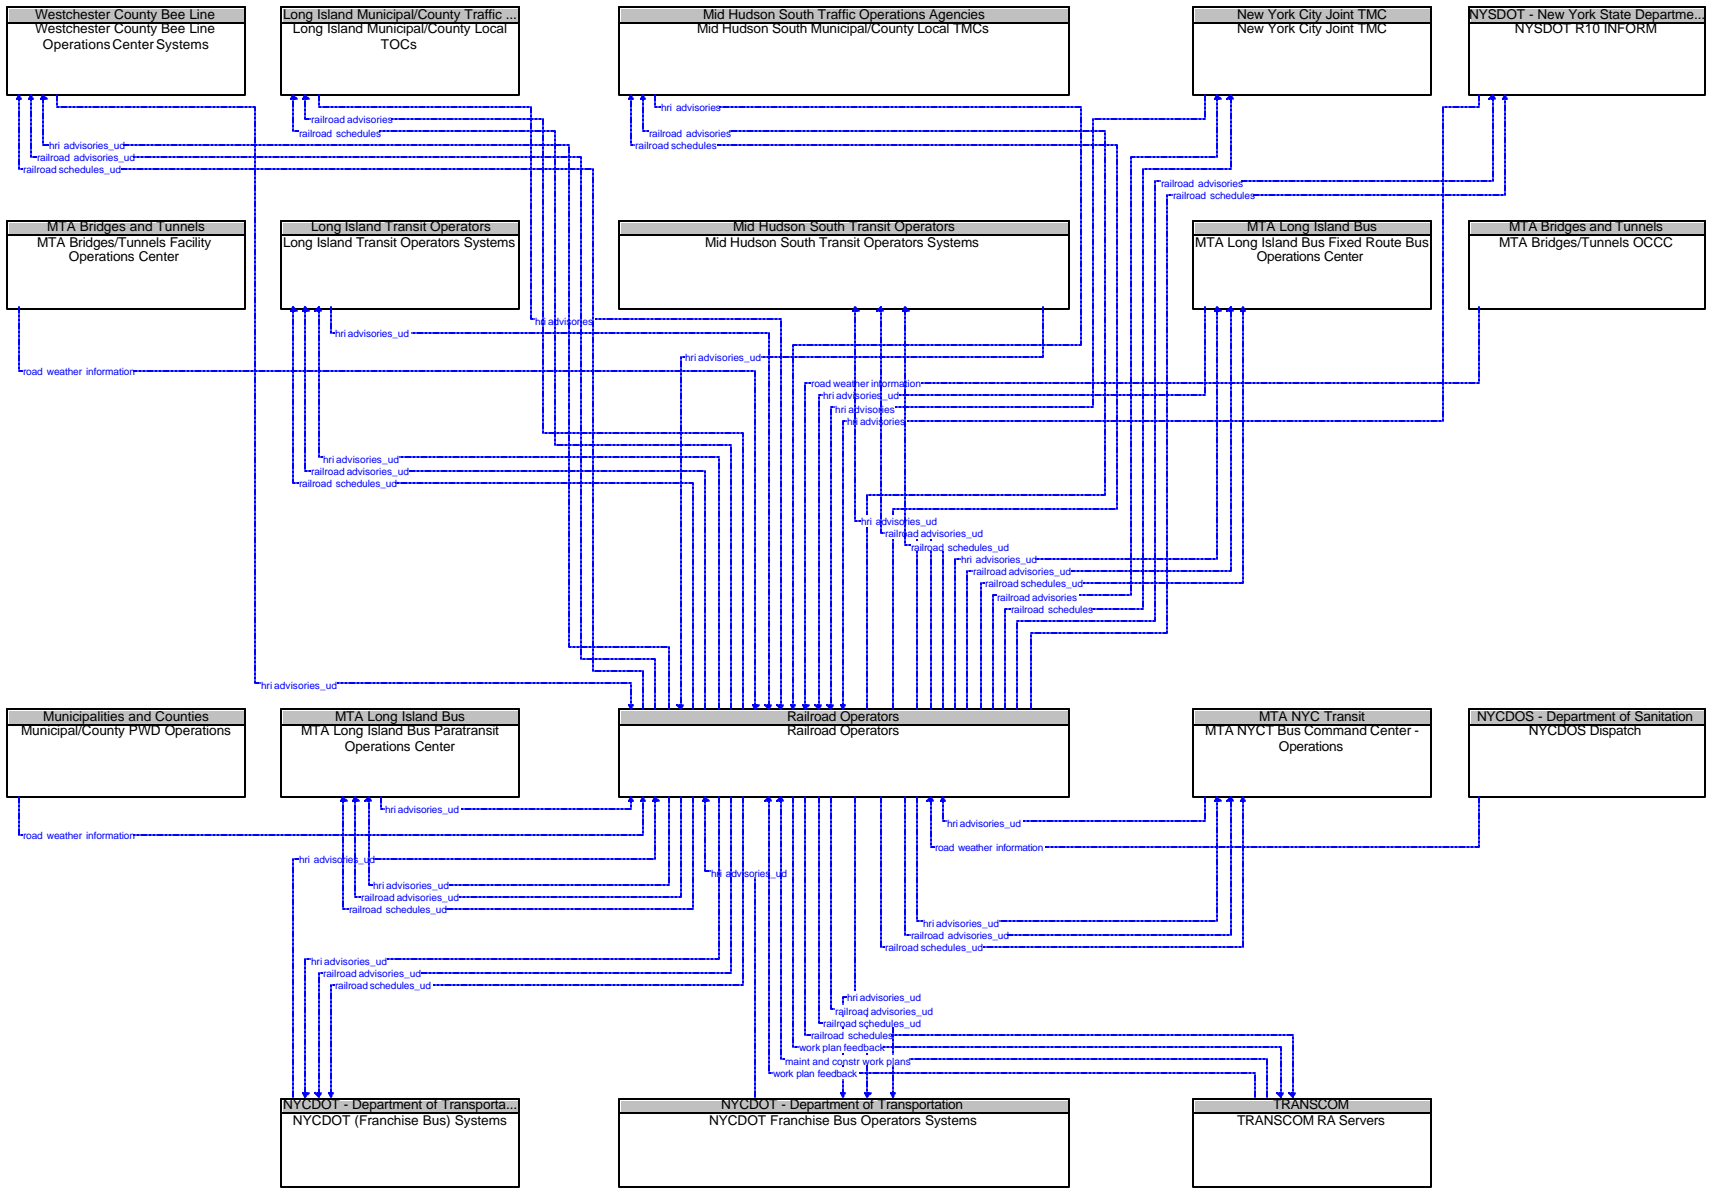 Westchester County Bee Line
Westchester County Bee Line
Operations Center Systems
Long Island Municipal/County Traffic ...
Long Island Municipal/County Local
TOCs
Mid Hudson South Traffic Operations Agencies
Mid Hudson South Municipal/County Local TMCs
New York City Joint TMC
New York City Joint TMC
NYSDOT - New York State Departme...
NYSDOT R10 INFORM
hri advisories
railroad advisories
railroad schedules
railroad advisories
railroad schedules
hri advisories_ud
railroad advisories_ud
railroad schedules_ud
railroad advisories
railroad schedules
MTA Bridges and Tunnels
MTA Bridges/Tunnels Facility
Operations Center
Long Island Transit Operators
Long Island Transit Operators Systems
Mid Hudson South Transit Operators
Mid Hudson South Transit Operators Systems
MTA Long Island Bus
MTA Long Island Bus Fixed Route Bus
Operations Center
MTA Bridges and Tunnels
MTA Bridges/Tunnels OCCC
hri advisories
hri advisories_ud
hri advisories_ud
road weather information
road weather information
hri advisories_ud
hri advisories
hri advisories
hri advisories_ud
railroad advisories_ud
railroad schedules_ud
hri advisories_ud
railroad advisories_ud
railroad schedules_ud
hri advisories_ud
railroad advisories_ud
railroad schedules_ud
railroad advisories
railroad schedules
hri advisories_ud
Municipalities and Counties
Municipal/County PWD Operations
MTA Long Island Bus
MTA Long Island Bus Paratransit
Operations Center
Railroad Operators
Railroad Operators
MTA NYC Transit
MTA NYCT Bus Command Center -
Operations
NYCDOS - Department of Sanitation
NYCDOS Dispatch
hri advisories_ud
hri advisories_ud
road weather information
road weather information
hri advisories_ud
hri advisories_ud
hri advisories_ud
railroad advisories_ud
railroad schedules_ud
hri advisories_ud
railroad advisories_ud
railroad schedules_ud
hri advisories_ud
railroad advisories_ud
railroad schedules_ud
hri advisories_ud
railroad advisories_ud
railroad schedules_ud
railroad schedules
work plan feedback
maint and constr work plans
work plan feedback
NYCDOT - Department of Transporta...
NYCDOT (Franchise Bus) Systems
NYCDOT - Department of Transportation
NYCDOT Franchise Bus Operators Systems
TRANSCOM
TRANSCOM RA Servers